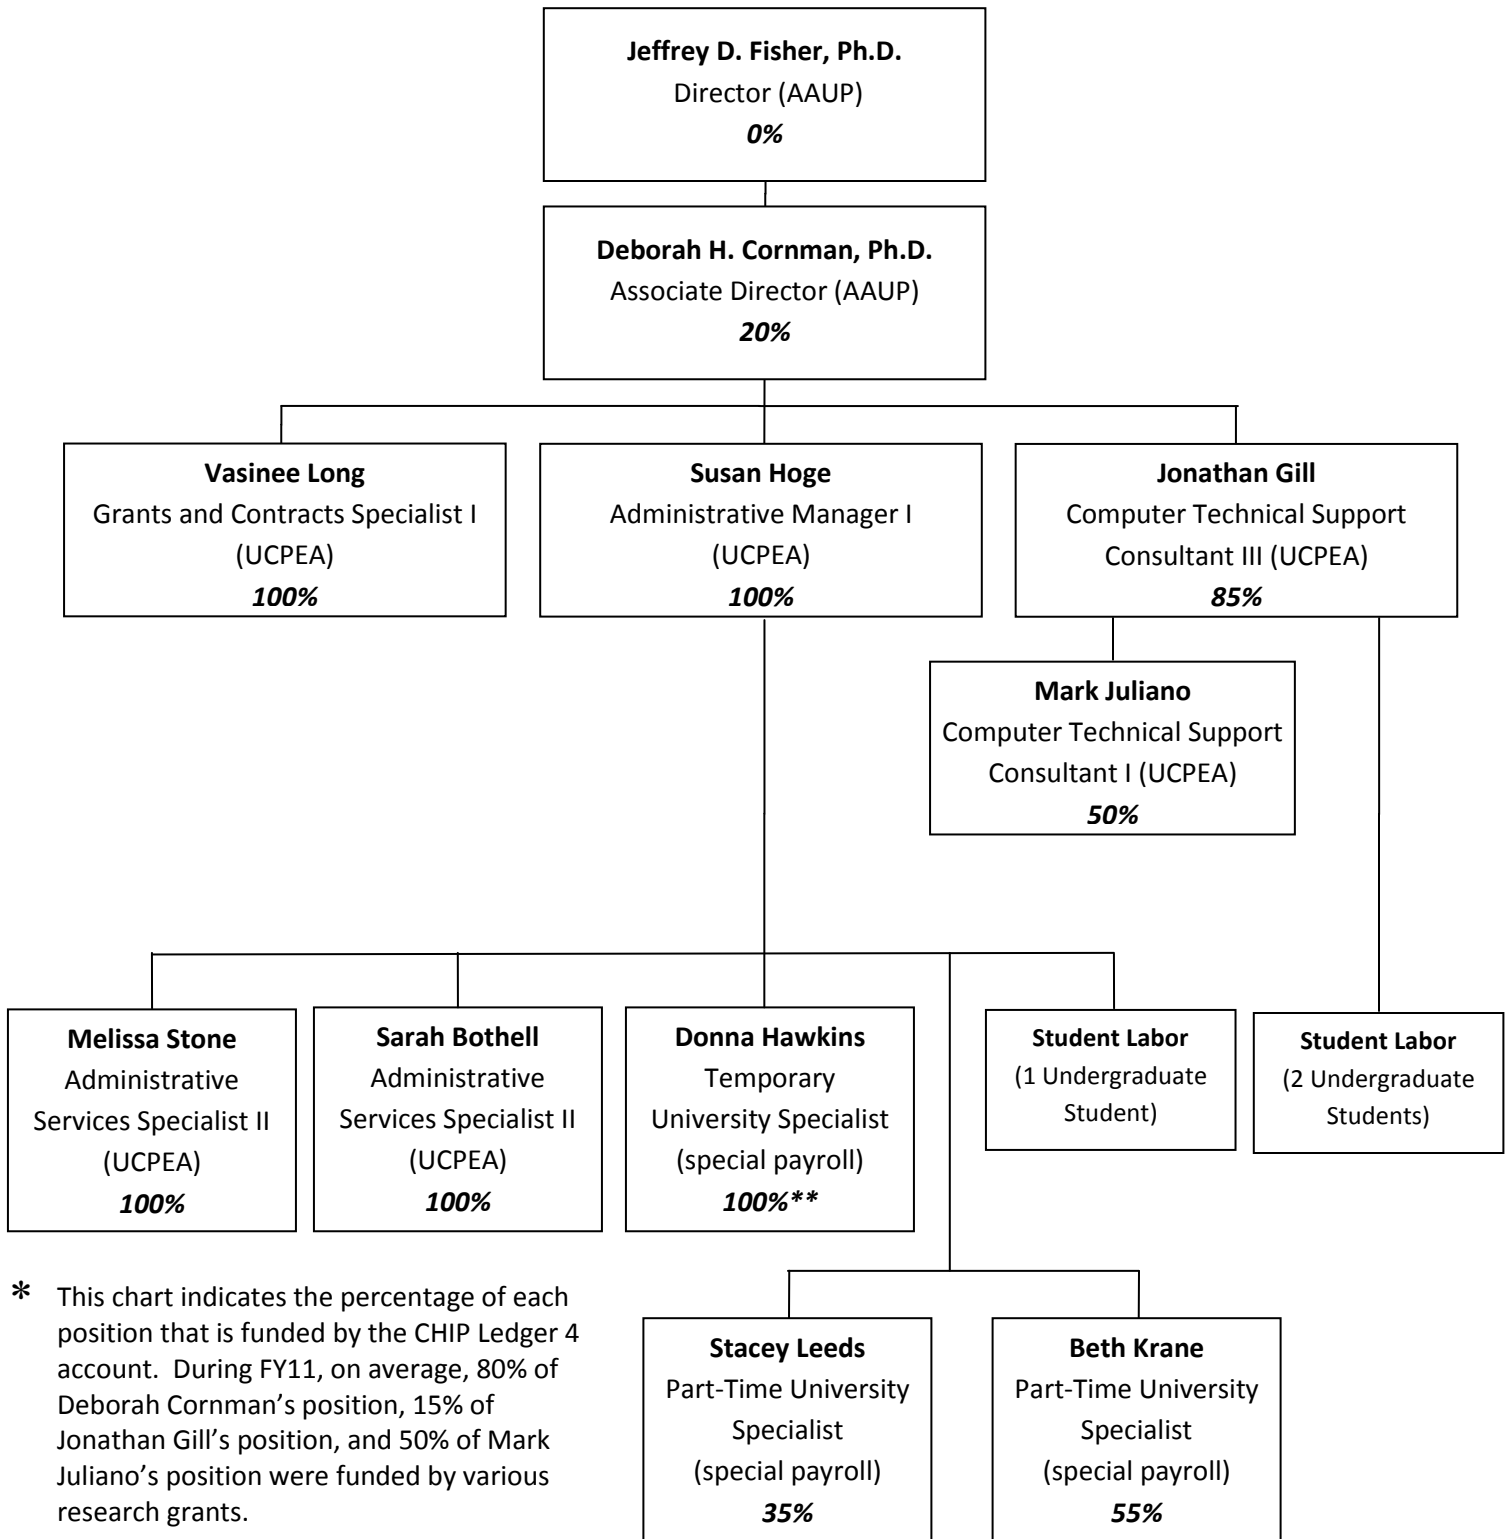 Jeffrey D. Fisher, Ph.D.
Director (AAUP)
0%
Deborah H. Cornman, Ph.D.
Associate Director (AAUP)
20%
Vasinee Long
Grants and Contracts Specialist I
(UCPEA)
100%
Susan Hoge
Administrative Manager I
(UCPEA)
100%
Jonathan Gill
Computer Technical Support
Consultant III (UCPEA)
85%
Mark Juliano
Computer Technical Support
Consultant I (UCPEA)
50%
Melissa Stone
Administrative
Services Specialist II
(UCPEA)
100%
Sarah Bothell
Administrative
Services Specialist II
(UCPEA)
100%
Donna Hawkins
Temporary
University Specialist
(special payroll)
100%**
Student Labor
(1 Undergraduate
Student)
Student Labor
(2 Undergraduate
Students)
* This chart indicates the percentage of each
position that is funded by the CHIP Ledger 4
account. During FY11, on average, 80% of
Deborah Cornman’s position, 15% of
Jonathan Gill’s position, and 50% of Mark
Juliano’s position were funded by various
research grants.
Stacey Leeds
Part-Time University
Specialist
(special payroll)
35%
Beth Krane
Part-Time University
Specialist
(special payroll)
55%